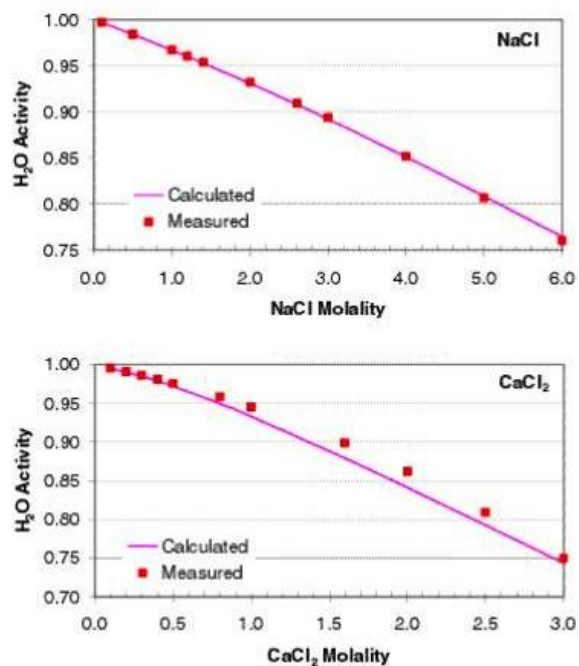 NaCl
1.00
0.95
0.90
0.85
0.80
0.75
H₂O Activity
Calculated
Measured
0.0 1.0 2.0 3.0 4.0 5.0 6.0
NaCl Molality
CaCl₂
1.00
0.95
0.90
0.85
0.80
0.75
0.70
H₂O Activity
Calculated
Measured
0.0 0.5 1.0 1.5 2.0 2.5 3.0
CaCl₂ Molality